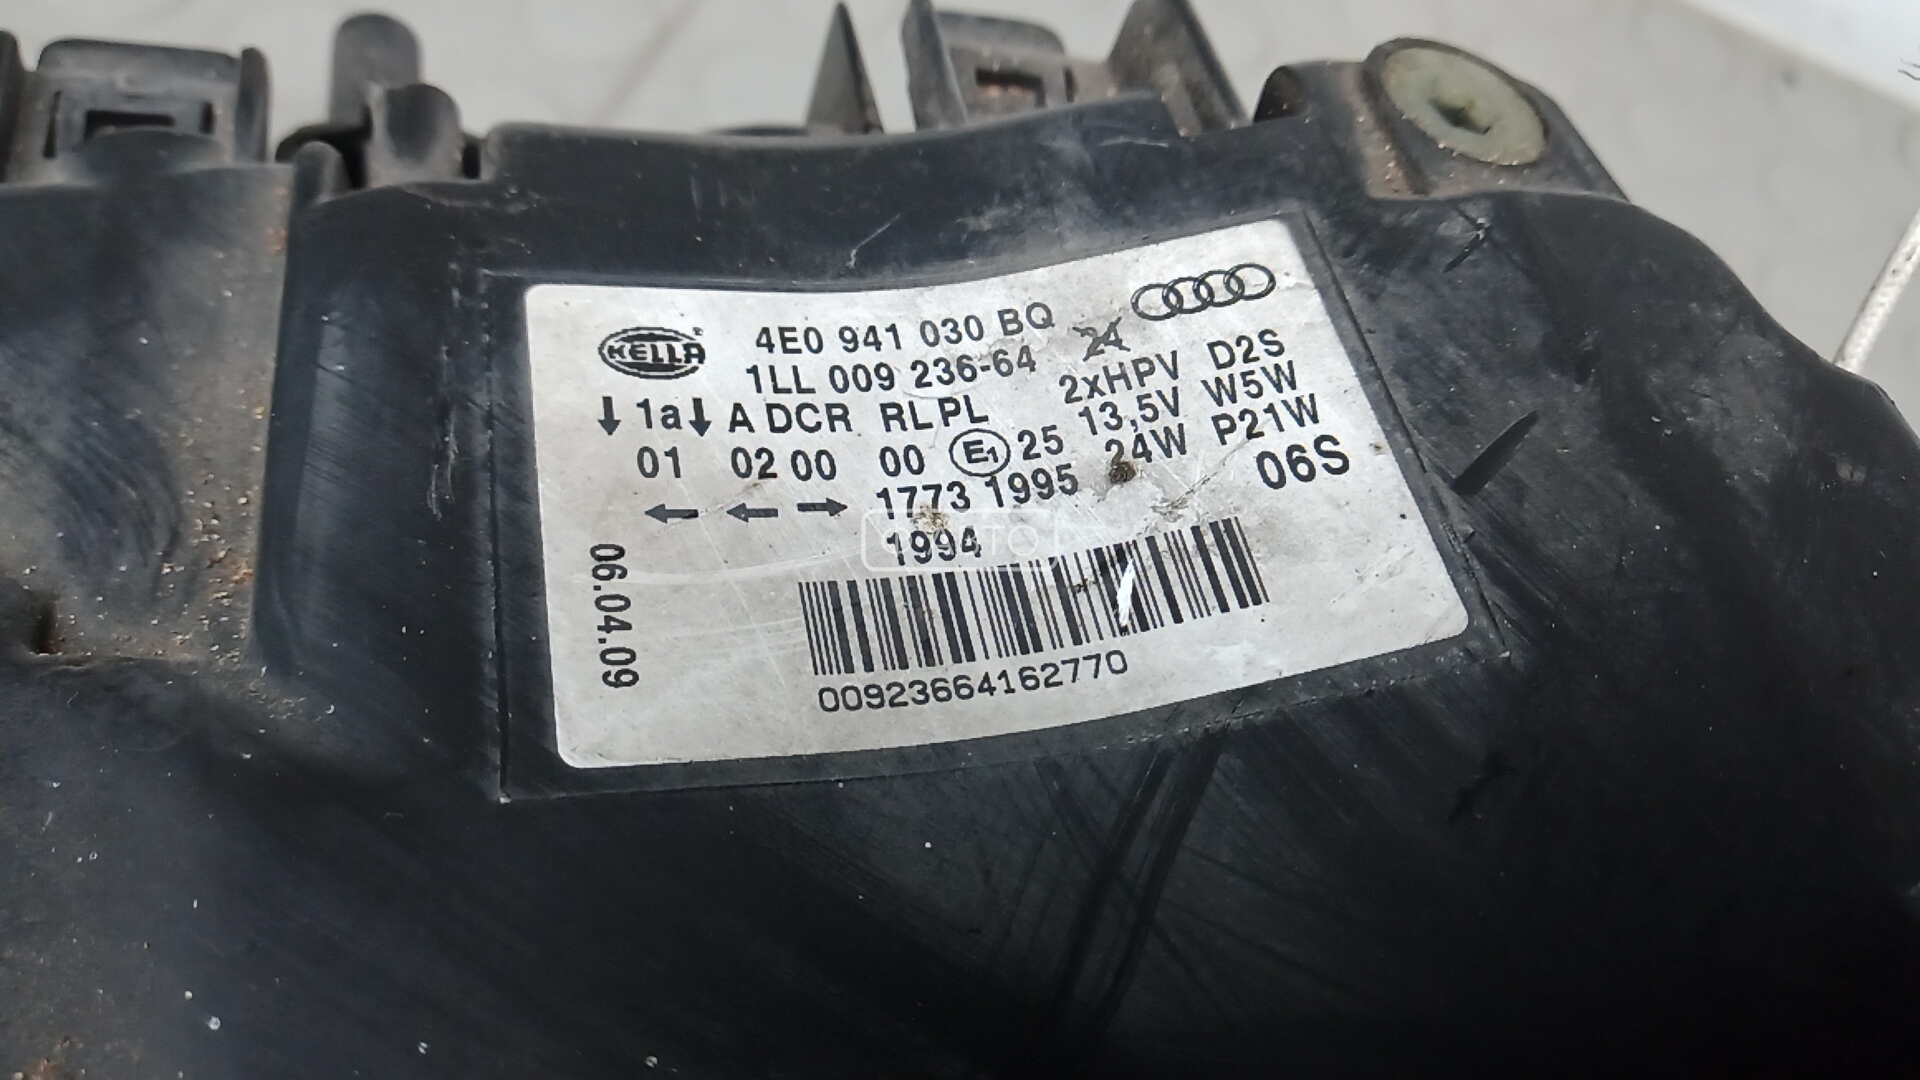 HELLA
4E0 941 030 BQ
1LL 009 236-64 24
↓ 1a ↓ A DCR RL PL 2xHPV D2S
01 02 00 00 E1 25 13,5V W5W
← ← → 1773 1995 24W P21W
1994 06S
06.04.09
00923664162770